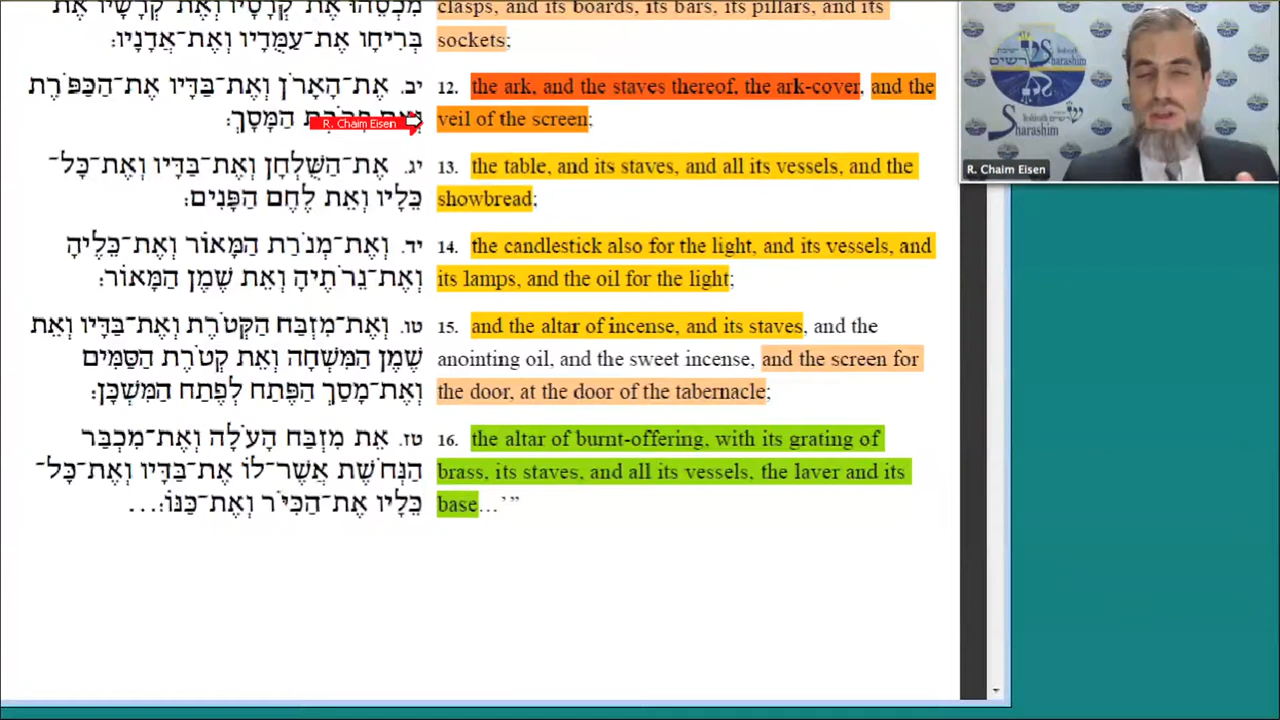 מִכְסֵהוּ אֶת־קְרָסָיו וְאֶת־קְרָשָׁיו אֶת־
בְּרִיחָו אֶת־עַמֻּדָיו וְאֶת־אֲדָנָיו׃
clasps, and its boards, its bars, its pillars, and its
sockets;
יב. אֶת־הָאָרֹן וְאֶת־בַּדָּיו אֶת־הַכַּפֹּרֶת
הַמָּסָךְ׃
R. Chaim Eisen
12. the ark, and the staves thereof, the ark-cover, and the
veil of the screen;
יג. אֶת־הַשֻּׁלְחָן וְאֶת־בַּדָּיו וְאֶת־כָּל־
כֵּלָיו וְאֵת לֶחֶם הַפָּנִים׃
13. the table, and its staves, and all its vessels, and the
showbread;
יד. וְאֶת־מְנֹרַת הַמָּאוֹר וְאֶת־כֵּלֶיהָ
וְאֶת־נֵרֹתֶיהָ וְאֵת שֶׁמֶן הַמָּאוֹר׃
14. the candlestick also for the light, and its vessels, and
its lamps, and the oil for the light;
טו. וְאֶת־מִזְבַּח הַקְּטֹרֶת וְאֶת־בַּדָּיו וְאֵת
שֶׁמֶן הַמִּשְׁחָה וְאֵת קְטֹרֶת הַסַּמִּים
וְאֶת־מָסַךְ הַפֶּתַח לְפֶתַח הַמִּשְׁכָּן׃
15. and the altar of incense, and its staves, and the
anointing oil, and the sweet incense, and the screen for
the door, at the door of the tabernacle;
טז. אֵת מִזְבַּח הָעֹלָה וְאֶת־מִכְבַּר
הַנְּחֹשֶׁת אֲשֶׁר־לוֹ אֶת־בַּדָּיו וְאֶת־כָּל־
כֵּלָיו אֶת־הַכִּיֹּר וְאֶת־כַּנּוֹ׃...
16. the altar of burnt-offering, with its grating of
brass, its staves, and all its vessels, the laver and its
base...’”
Sharashim
Sharashim
R. Chaim Eisen